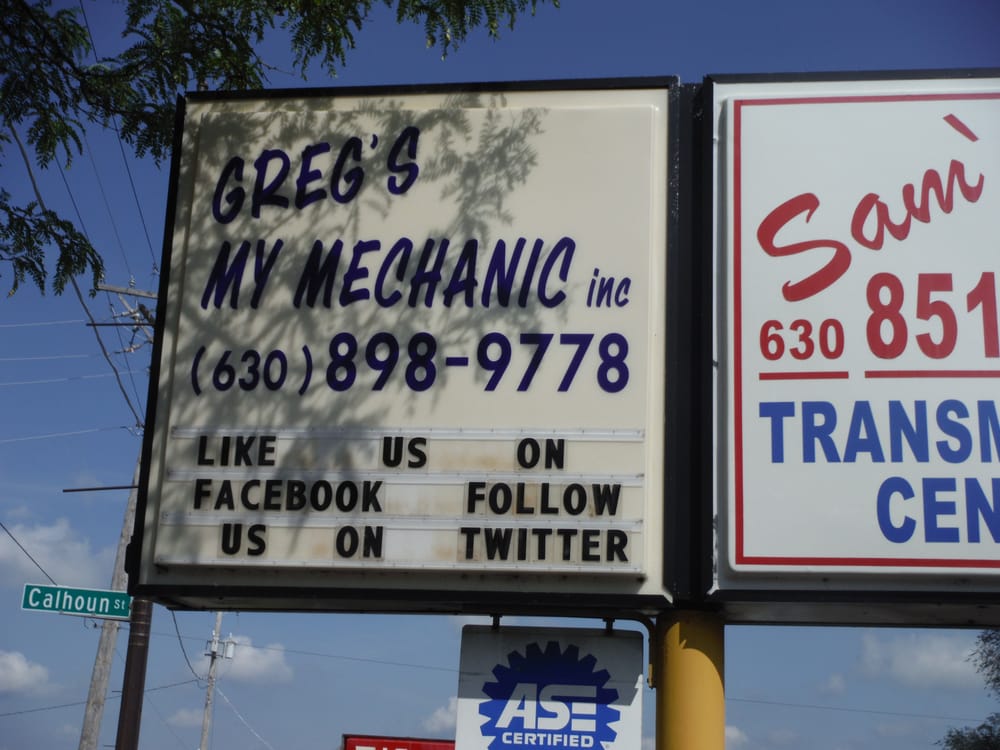 GREG'S
MY MECHANIC inc
(630) 898-9778
LIKE US ON
FACEBOOK FOLLOW
US ON TWITTER
Sam'
630 851
TRANSM
CEN
Calhoun St
ASE
CERTIFIED